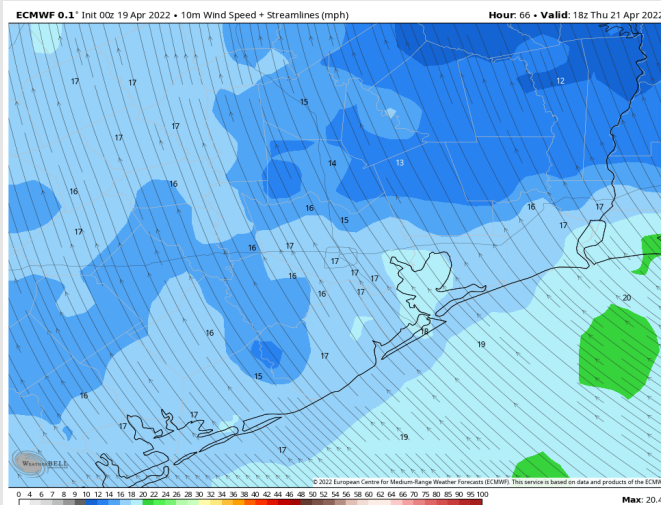 ECMWF 0.1° Init 00z 19 Apr 2022 • 10m Wind Speed + Streamlines (mph)
Hour: 66 • Valid: 18z Thu 21 Apr 2022
12
17 17
15
17 17
14 13
16 16
16 16 17
15
17 17
16 17
17
16 17 17
16 17
20
18
16
19
17
15
16
17 17
19
17
WEATHERBELL
© 2022 European Centre for Medium-Range Weather Forecasts (ECMWF). This service is based on data and products of the ECMW
0 4 6 7 8 9 10 12 14 16 18 20 22 24 26 28 30 32 34 36 38 40 42 44 46 48 50 52 54 56 58 60 62 64 66 70 75 80 85 90 95 100
Max: 20.4